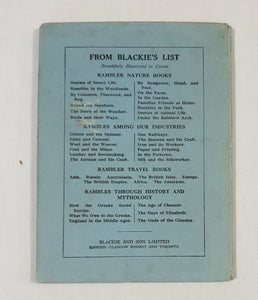 FROM BLACKIE'S LIST
Beautifully Illustrated in Colour
RAMBLER NATURE BOOKS
Stories of Insect Life.
Rambles in the Woodlands.
By Common, Pinewood, and
Bog.
Round the Seashore.
The Story of the Weather.
Birds and their Ways.
By Hedgerow, Mead, and
Pool.
On the Farm.
In the Garden.
Familiar Friends at Home.
Rambles in the Park.
Stories of Animal Life.
Under the Rainbow Arch.
RAMBLES AMONG OUR INDUSTRIES
Cotton and the Spinner.
Linen and
Wool and the Weaver.
Coal and the Miner.
Leather and Bootmaking.
The Airman and his Craft.
Our Railways.
The Seaman and his Craft.
Iron and its Workers.
Paper and Printing.
In the Potteries.
Silk and the Silkworker.
RAMBLER TRAVEL BOOKS
Asia. Russia. Australasia. The British Isles. Europe.
The British Empire. Africa. The Americas.
RAMBLES THROUGH HISTORY AND
MYTHOLOGY
How the Greeks Saved
Europe.
What We Owe to the Greeks.
England in the Middle Ages.
The Age of Chaucer.
The Days of Elizabeth.
The Gods of the Classics.
BLACKIE AND SON LIMITED
LONDON GLASGOW BOMBAY AND TORONTO